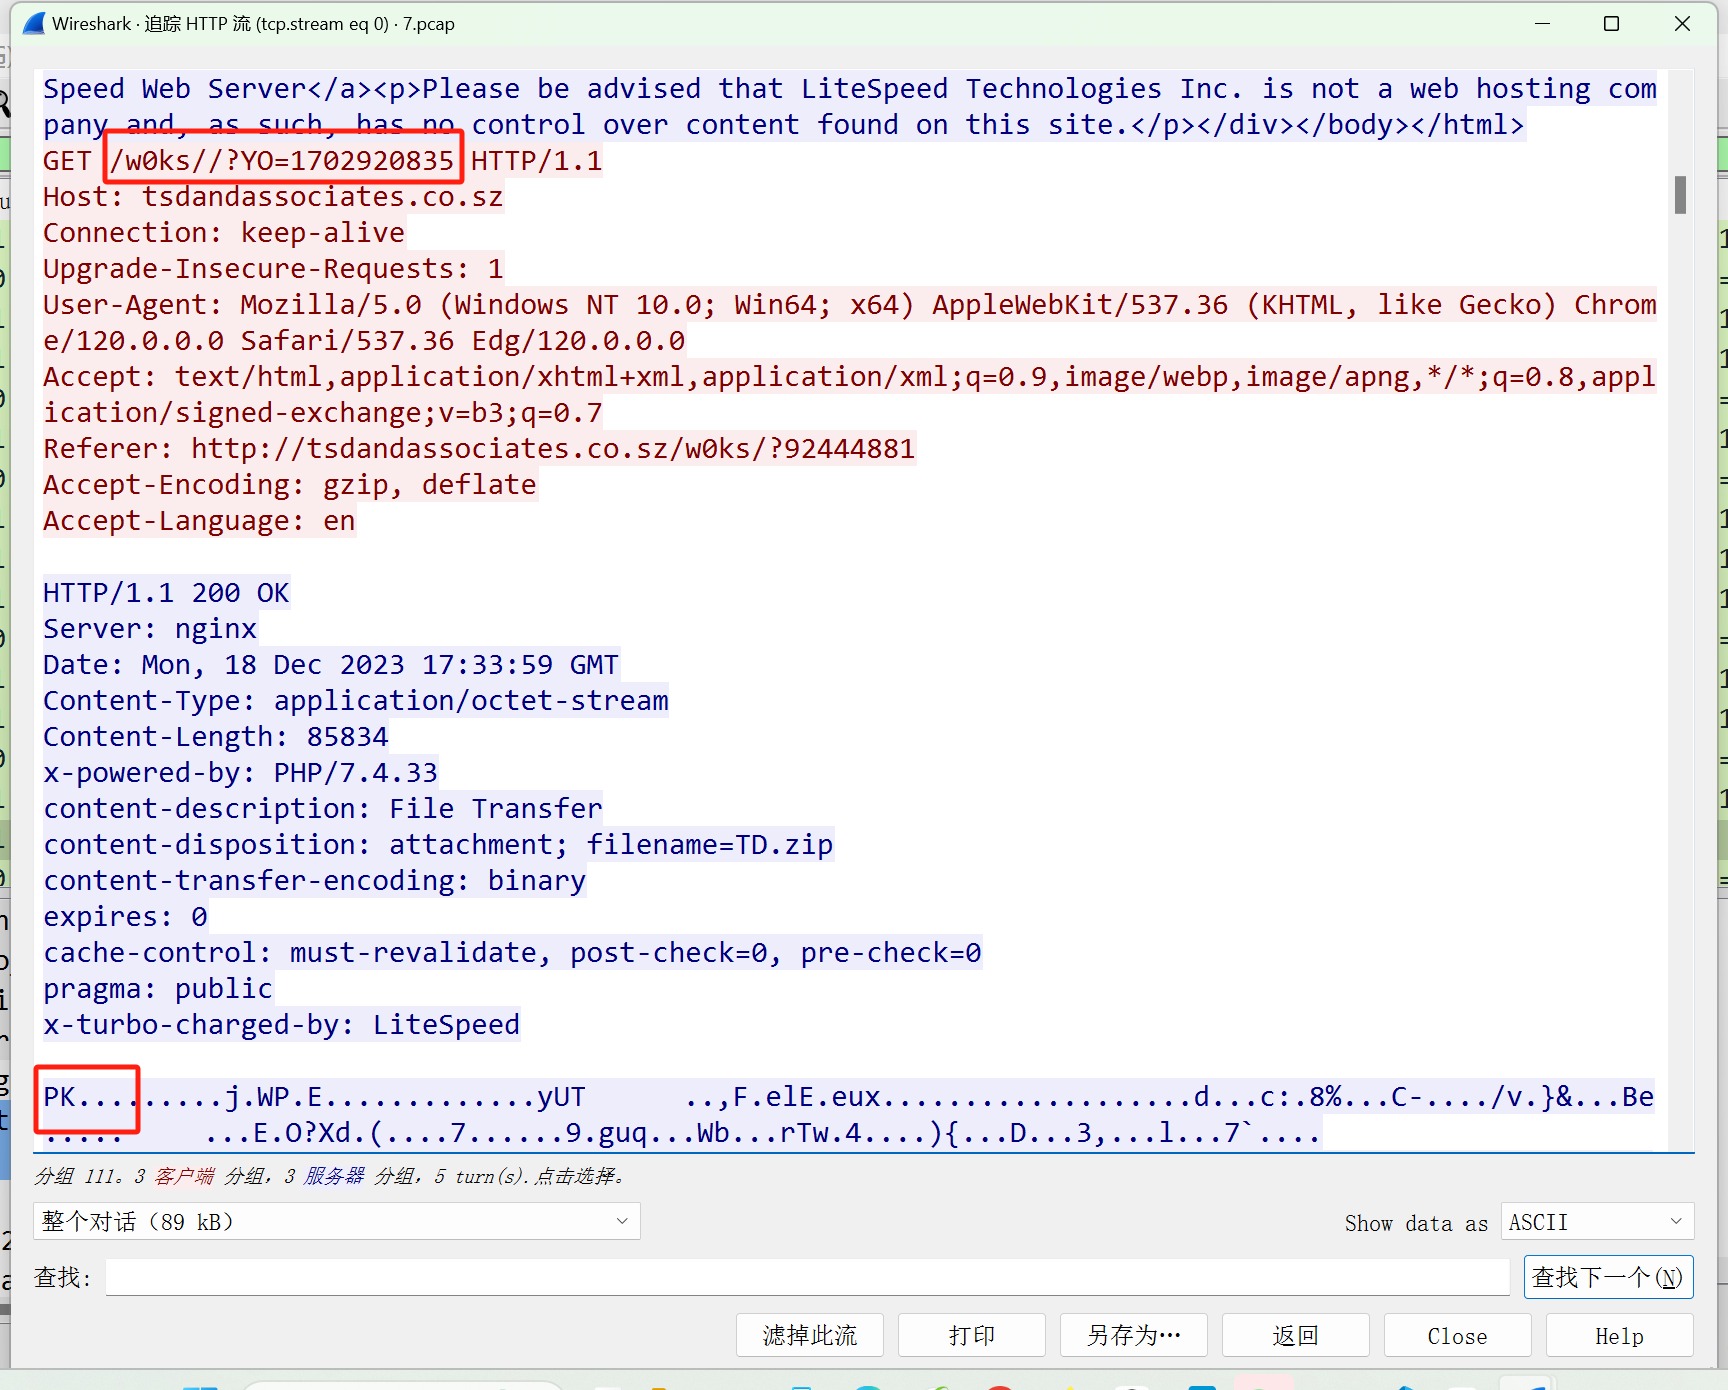 Wireshark · 追踪 HTTP 流 (tcp.stream eq 0) · 7.pcap
Speed Web Server</a><p>Please be advised that LiteSpeed Technologies Inc. is not a web hosting com
pany and, as such, has no control over content found on this site.</p></div></body></html>
GET /w0ks//?YO=1702920835 HTTP/1.1
Host: tsdandassociates.co.sz
Connection: keep-alive
Upgrade-Insecure-Requests: 1
User-Agent: Mozilla/5.0 (Windows NT 10.0; Win64; x64) AppleWebKit/537.36 (KHTML, like Gecko) Chrom
e/120.0.0.0 Safari/537.36 Edg/120.0.0.0
Accept: text/html,application/xhtml+xml,application/xml;q=0.9,image/webp,image/apng,*/*;q=0.8,appl
ication/signed-exchange;v=b3;q=0.7
Referer: http://tsdandassociates.co.sz/w0ks/?92444881
Accept-Encoding: gzip, deflate
Accept-Language: en
HTTP/1.1 200 OK
Server: nginx
Date: Mon, 18 Dec 2023 17:33:59 GMT
Content-Type: application/octet-stream
Content-Length: 85834
x-powered-by: PHP/7.4.33
content-description: File Transfer
content-disposition: attachment; filename=TD.zip
content-transfer-encoding: binary
expires: 0
cache-control: must-revalidate, post-check=0, pre-check=0
pragma: public
x-turbo-charged-by: LiteSpeed
PK.........j.WP.E.............yUT      ..,F.elE.eux...................d...c:.8%...C-..../v.}&...Be
.....     ...E.O?Xd.(....7......9.guq...Wb...rTw.4....){...D...3,...l...7`....
分组 111。3 客户端 分组，3 服务器 分组，5 turn(s).点击选择。
整个对话（89 kB）
Show data as ASCII
查找:
查找下一个(N)
滤掉此流 打印 另存为… 返回 Close Help